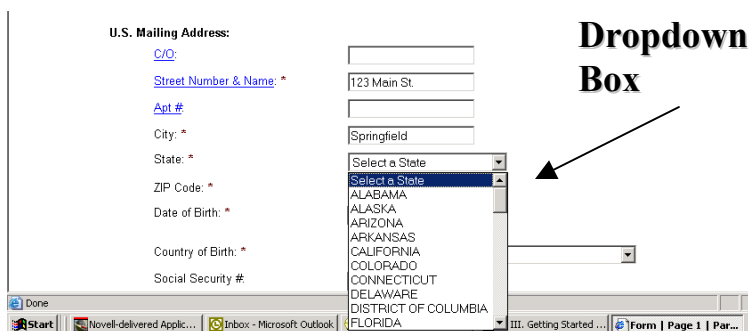 U.S. Mailing Address:
Dropdown
Box
C/O:
Street Number & Name: * 123 Main St.
Apt #:
City: * Springfield
State: * Select a State
ZIP Code: *
Date of Birth: *
Country of Birth: *
Social Security #:
Select a State
ALABAMA
ALASKA
ARIZONA
ARKANSAS
CALIFORNIA
COLORADO
CONNECTICUT
DELAWARE
DISTRICT OF COLUMBIA
FLORIDA
Done
Start Novell-delivered Applic... Inbox - Microsoft Outlook III. Getting Started ... Form | Page 1 | Par...